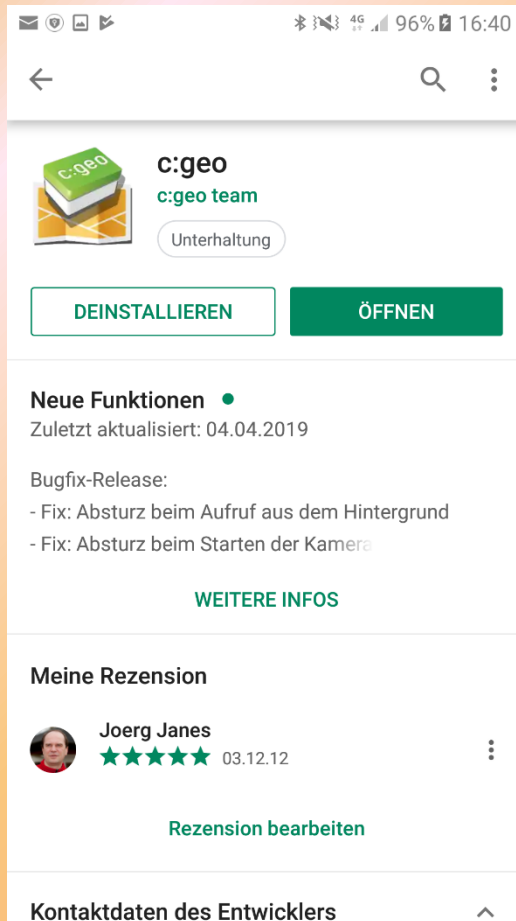 4G 96% 16:40
c:geo
c:geo
c:geo team
Unterhaltung
DEINSTALLIEREN ÖFFNEN
Neue Funktionen
Zuletzt aktualisiert: 04.04.2019
Bugfix-Release:
- Fix: Absturz beim Aufruf aus dem Hintergrund
- Fix: Absturz beim Starten der Kamera
WEITERE INFOS
Meine Rezension
Joerg Janes
03.12.12
Rezension bearbeiten
Kontaktdaten des Entwicklers